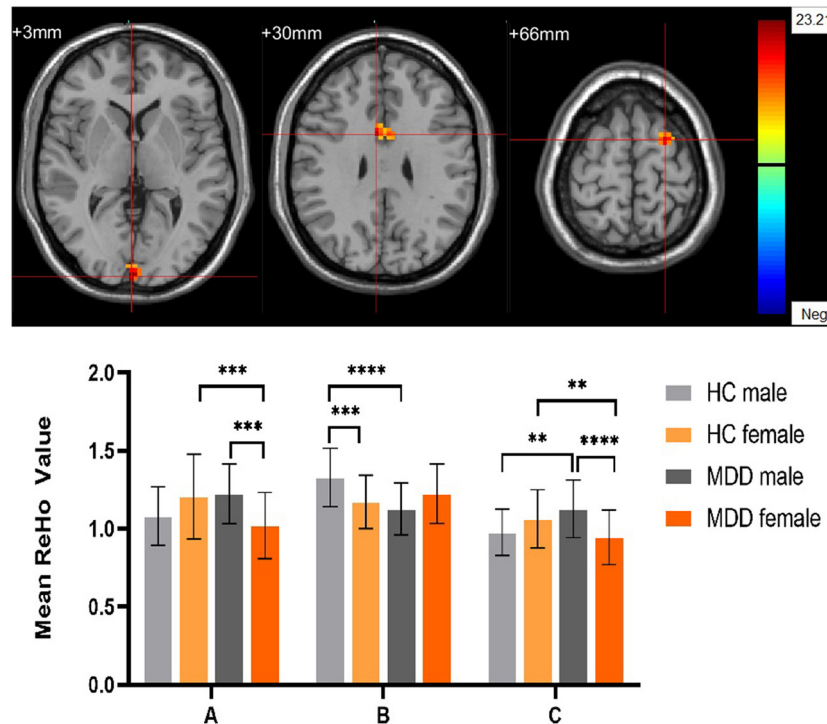 +3mm
+30mm
+66mm
23.21
Neg
Mean ReHo Value
2.0
1.5
1.0
0.5
0.0
***
***
****
***
**
**
****
A
B
C
HC male
HC female
MDD male
MDD female